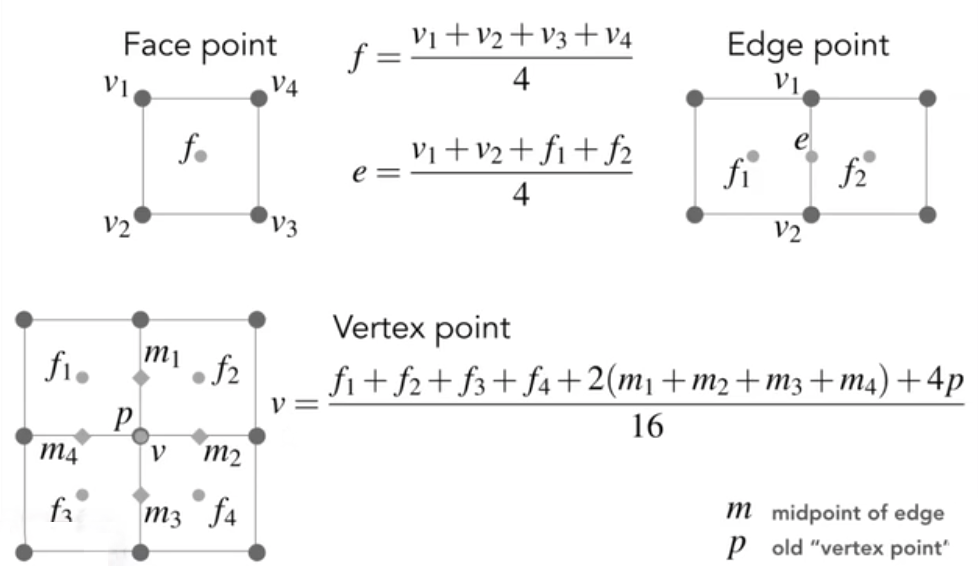 Face point
v₁ v₄
f
v₂ v₃
f = (v₁ + v₂ + v₃ + v₄) / 4
e = (v₁ + v₂ + f₁ + f₂) / 4
Edge point
v₁
e
f₁ f₂
v₂
Vertex point
f₁ m₁ f₂
p
m₄ v m₂
f₃ m₃ f₄
v = (f₁ + f₂ + f₃ + f₄ + 2(m₁ + m₂ + m₃ + m₄) + 4p) / 16
m midpoint of edge
p old "vertex point"